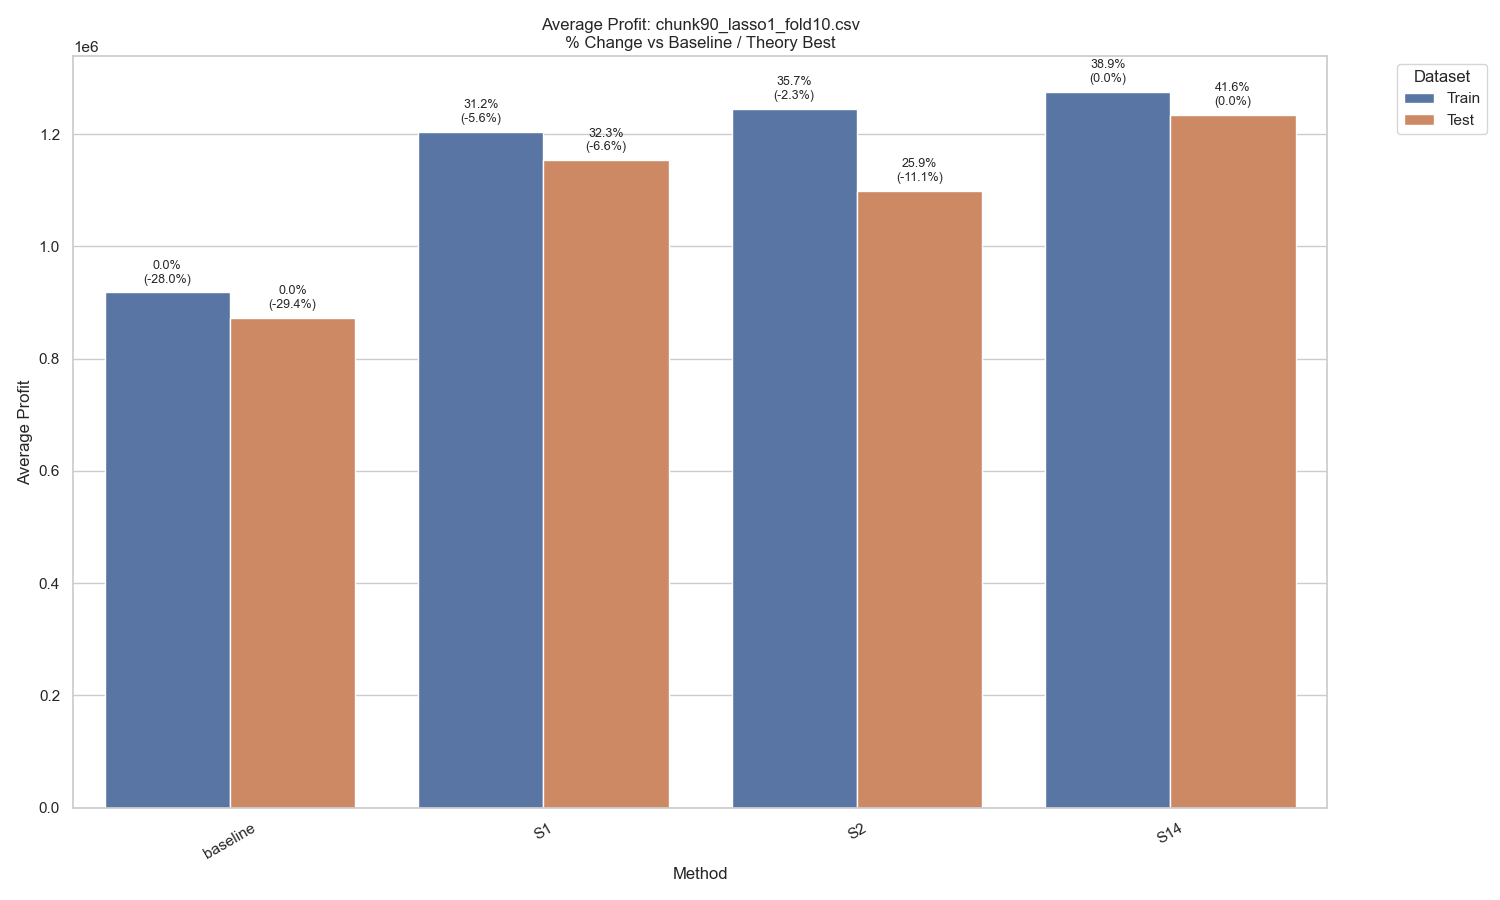 Average Profit: chunk90_lasso1_fold10.csv
% Change vs Baseline / Theory Best
1e6
Average Profit
1.2
1.0
0.8
0.6
0.4
0.2
0.0
0.0%
(-28.0%)
0.0%
(-29.4%)
31.2%
(-5.6%)
32.3%
(-6.6%)
35.7%
(-2.3%)
25.9%
(-11.1%)
38.9%
(0.0%)
41.6%
(0.0%)
baseline
S1
S2
S14
Method
Dataset
Train
Test